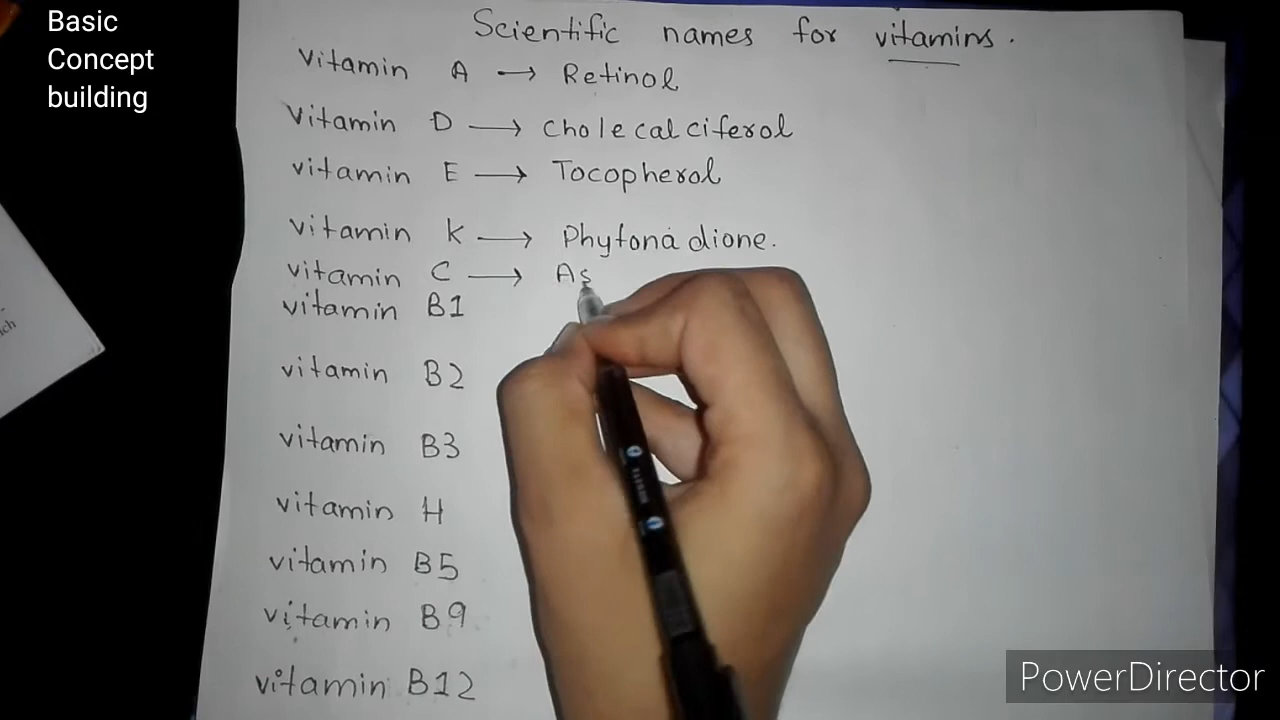 Basic
Concept
building
Scientific names for vitamins.
Vitamin A → Retinol
Vitamin D → cholecalciferol
vitamin E → Tocopherol
vitamin K → Phytonadione.
vitamin C → As
vitamin B1
vitamin B2
vitamin B3
vitamin H
vitamin B5
vitamin B9
vitamin B12
PowerDirector